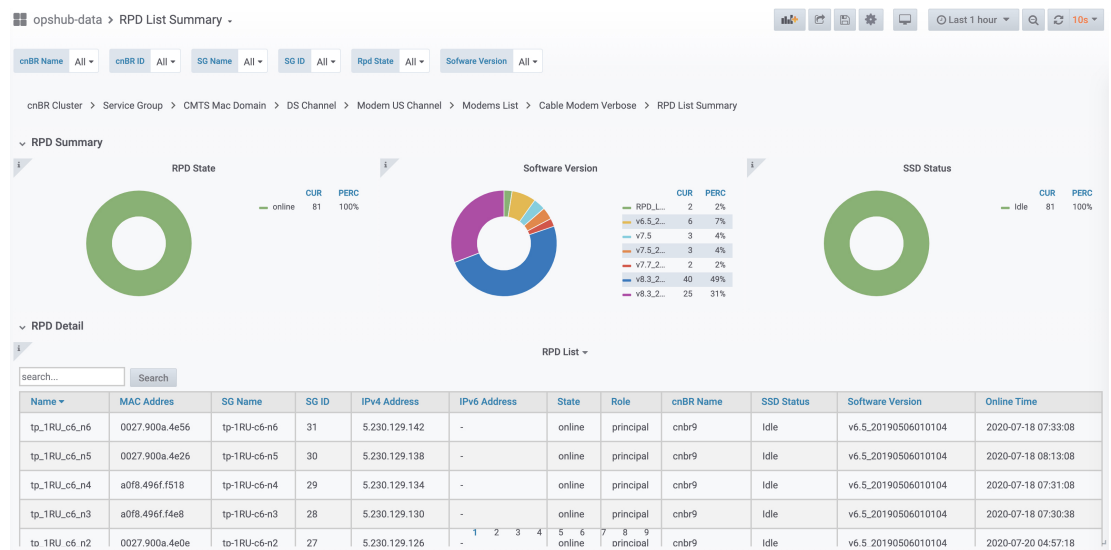 opshub-data > RPD List Summary
Last 1 hour 10s
cnBR Name All cnBR ID All SG Name All SG ID All Rpd State All Sofware Version All
cnBR Cluster > Service Group > CMTS Mac Domain > DS Channel > Modem US Channel > Modems List > Cable Modem Verbose > RPD List Summary
RPD Summary
i RPD State
CUR PERC
online 81 100%
i Software Version
CUR PERC
RPD_L... 2 2%
v6.5_2... 6 7%
v7.5 3 4%
v7.5_2... 3 4%
v7.7_2... 2 2%
v8.3_2... 40 49%
v8.3_2... 25 31%
i SSD Status
CUR PERC
Idle 81 100%
RPD Detail
i RPD List
search... Search
Name MAC Addres SG Name SG ID IPv4 Address IPv6 Address State Role cnBR Name SSD Status Software Version Online Time
tp_1RU_c6_n6 0027.900a.4e56 tp-1RU-c6-n6 31 5.230.129.142 - online principal cnbr9 Idle v6.5_20190506010104 2020-07-18 07:33:08
tp_1RU_c6_n5 0027.900a.4e26 tp-1RU-c6-n5 30 5.230.129.138 - online principal cnbr9 Idle v6.5_20190506010104 2020-07-18 08:13:08
tp_1RU_c6_n4 a0f8.496f.f518 tp-1RU-c6-n4 29 5.230.129.134 - online principal cnbr9 Idle v6.5_20190506010104 2020-07-18 07:31:08
tp_1RU_c6_n3 a0f8.496f.f4e8 tp-1RU-c6-n3 28 5.230.129.130 - online principal cnbr9 Idle v6.5_20190506010104 2020-07-18 07:30:38
1 2 3 4 5 6 7 8 9
tp_1RU_c6_n2 0027.900a.4e0e tp-1RU-c6-n2 27 5.230.129.126 - online principal cnbr9 Idle v6.5_20190506010104 2020-07-20 04:57:18